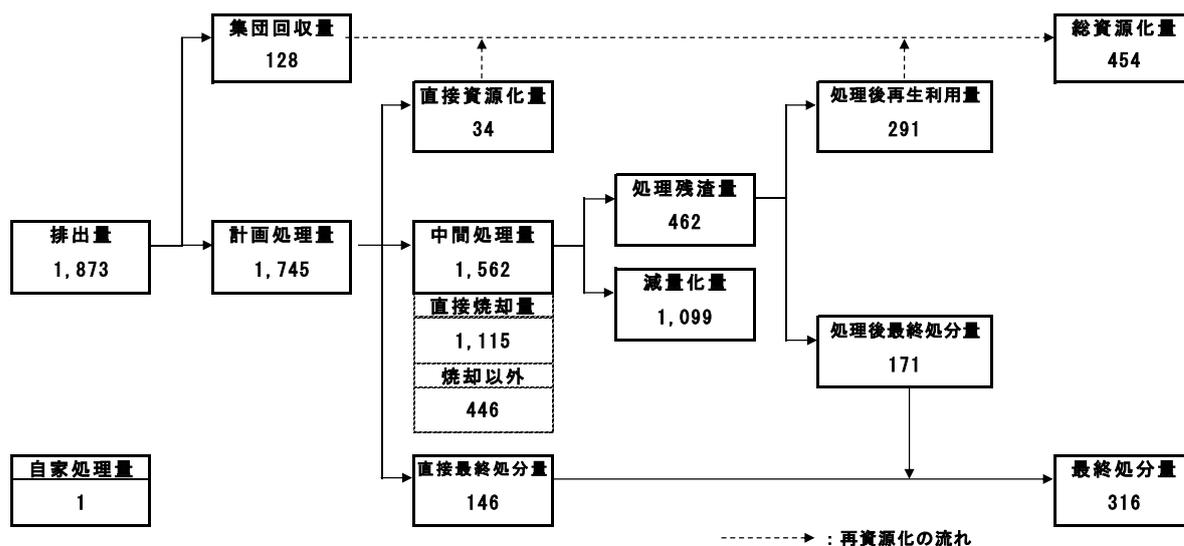 集団回収量
128
総資源化量
454
直接資源化量
34
処理後再生利用量
291
処理残渣量
462
排出量
1,873
計画処理量
1,745
中間処理量
1,562
減量化量
1,099
直接焼却量
1,115
処理後最終処分量
171
焼却以外
446
自家処理量
1
直接最終処分量
146
最終処分量
316
：再資源化の流れ